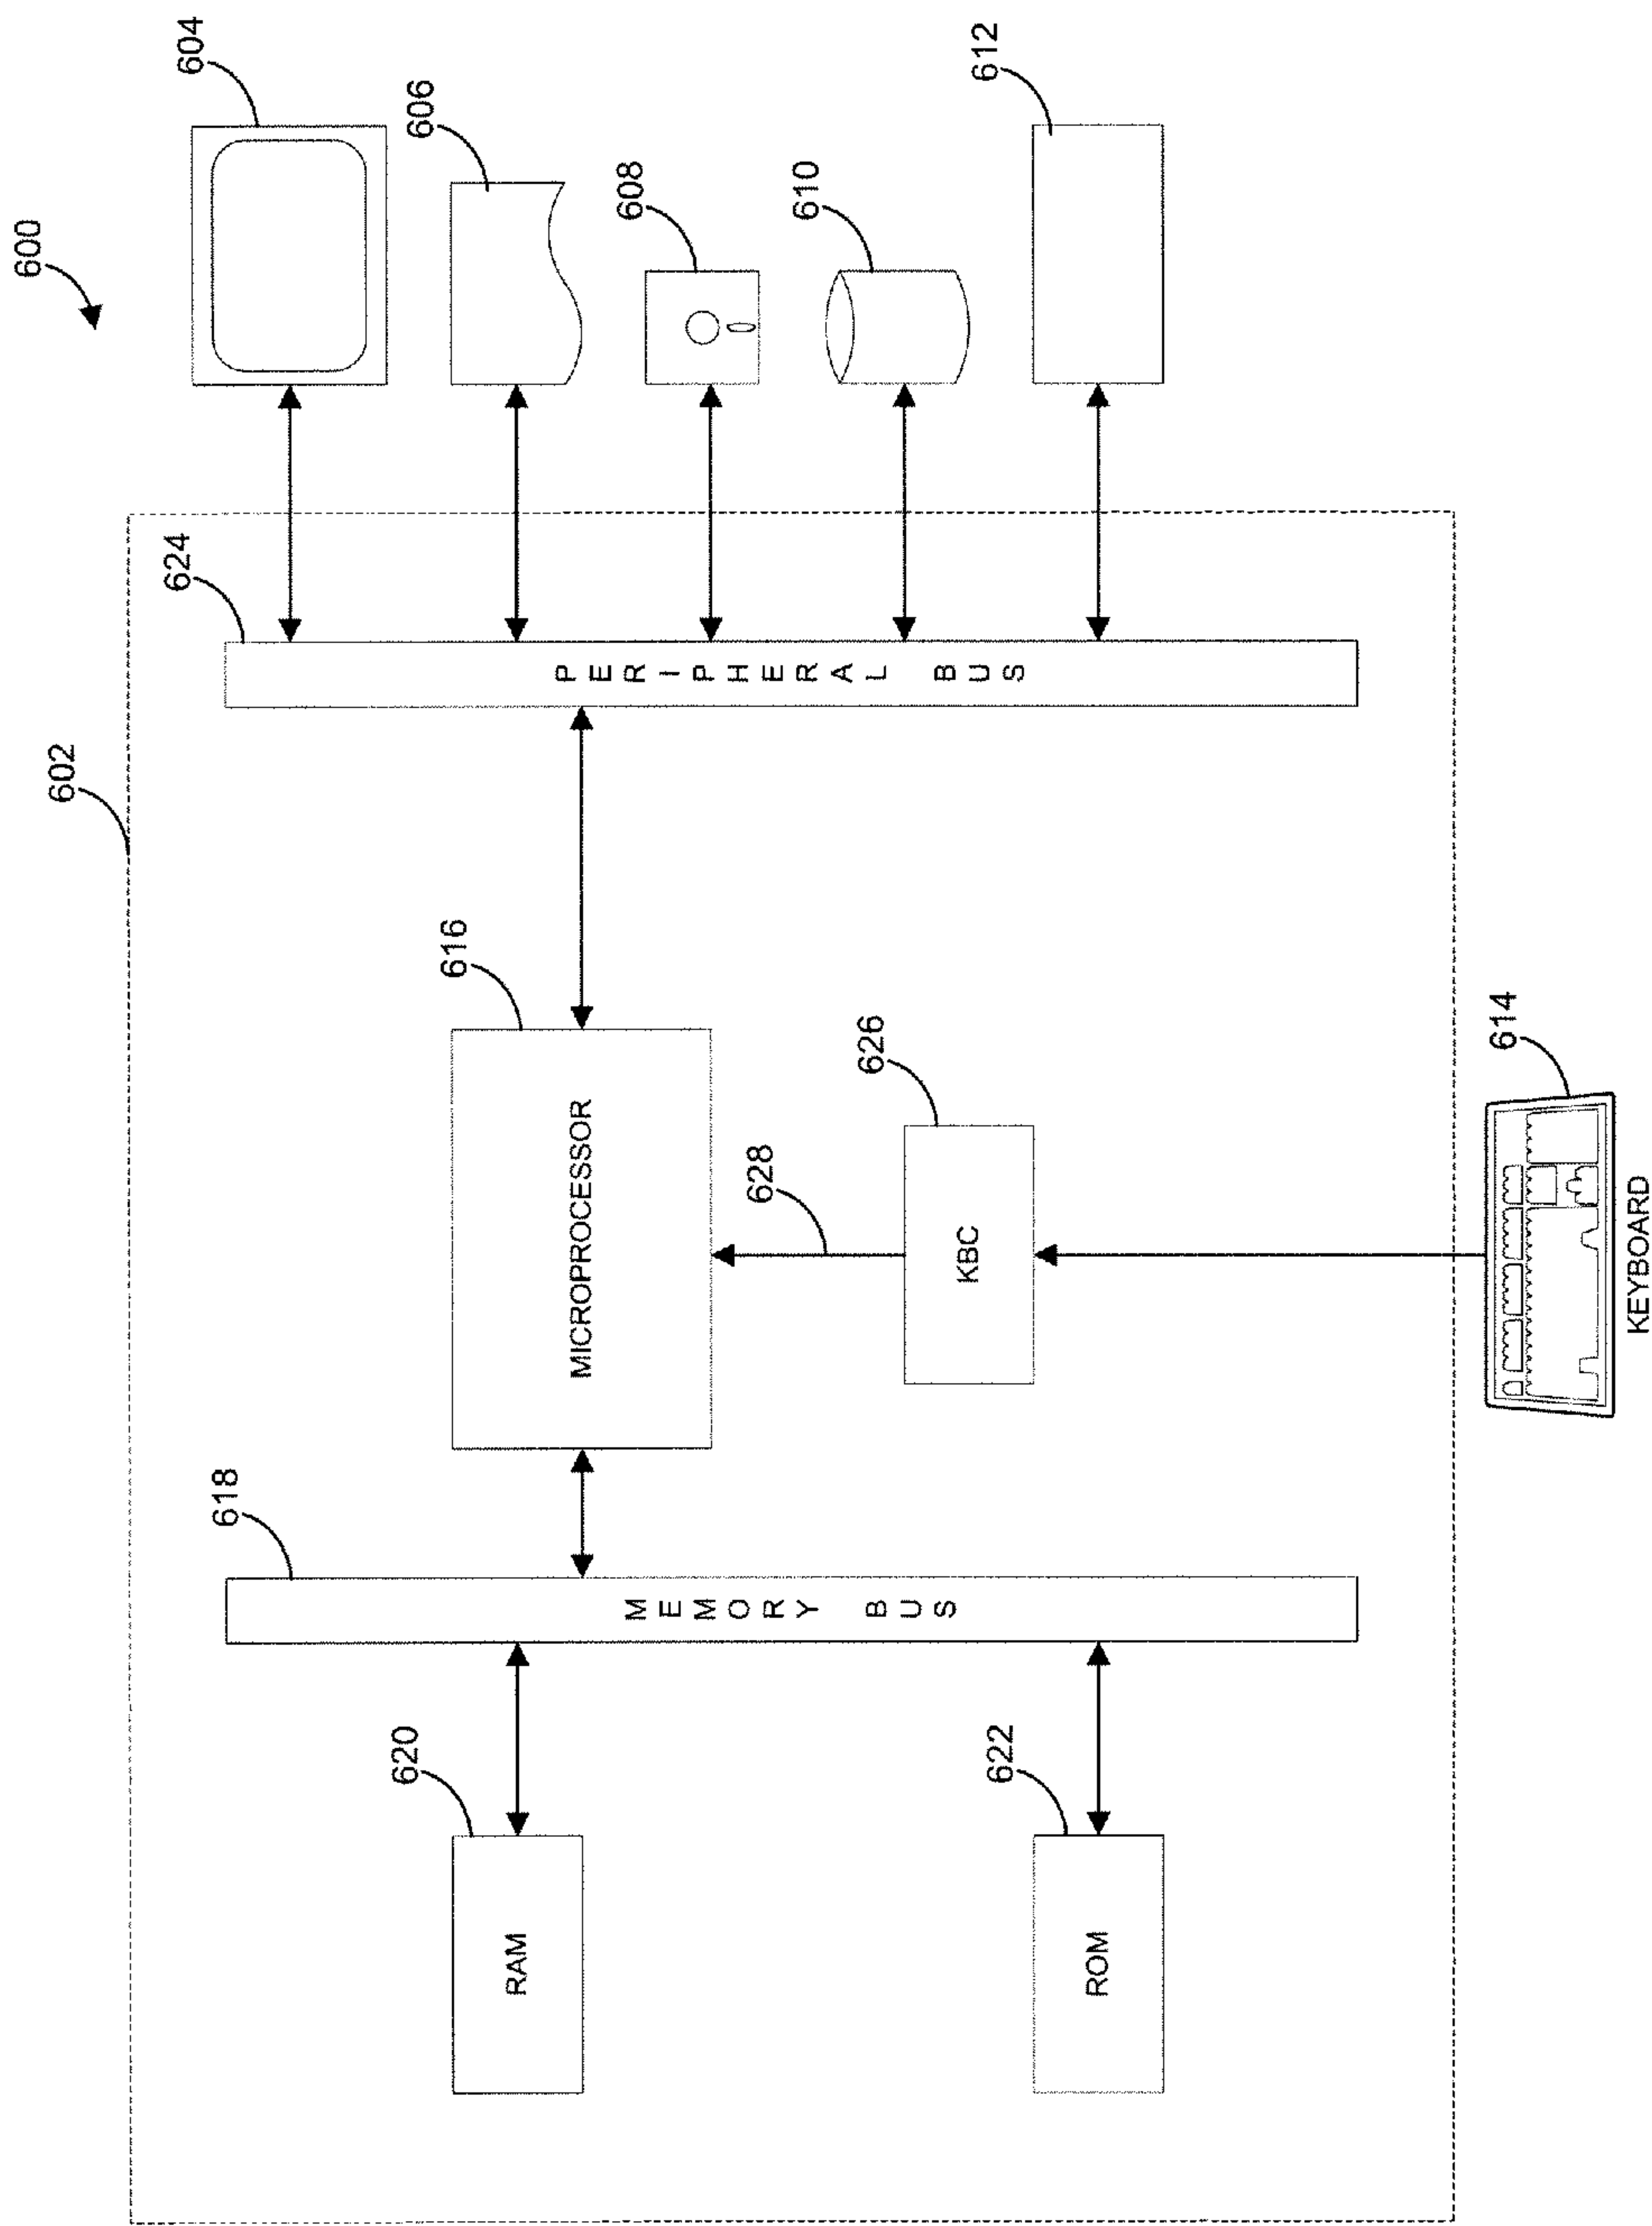 600
602
618
616
624
604
620
606
RAM
MEMORY BUS
MICROPROCESSOR
PERIPHERAL BUS
608
628
626
610
622
KBC
612
ROM
614
KEYBOARD